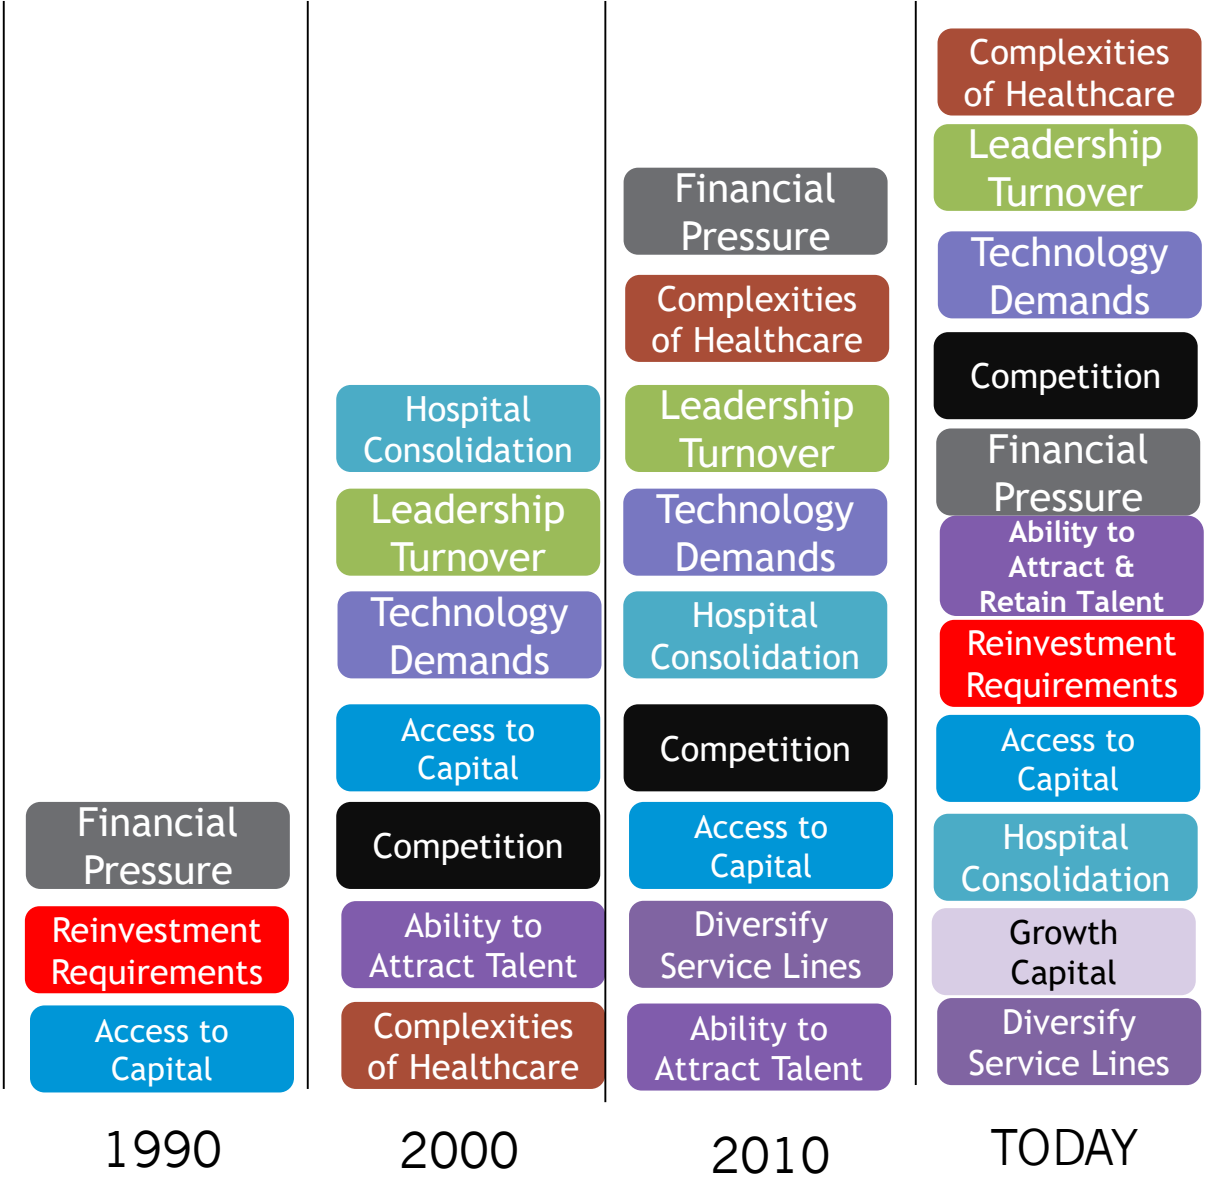 Financial
Pressure
Reinvestment
Requirements
Access to
Capital
1990
Hospital
Consolidation
Leadership
Turnover
Technology
Demands
Access to
Capital
Competition
Ability to
Attract Talent
Complexities
of Healthcare
2000
Financial
Pressure
Complexities
of Healthcare
Leadership
Turnover
Technology
Demands
Hospital
Consolidation
Competition
Access to
Capital
Diversify
Service Lines
Ability to
Attract Talent
2010
Complexities
of Healthcare
Leadership
Turnover
Technology
Demands
Competition
Financial
Pressure
Ability to
Attract &
Retain Talent
Reinvestment
Requirements
Access to
Capital
Hospital
Consolidation
Growth
Capital
Diversify
Service Lines
TODAY